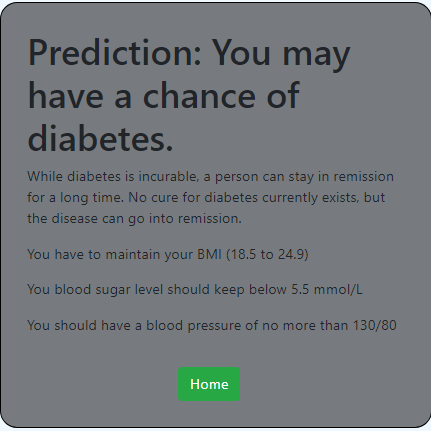 Prediction: You may
have a chance of
diabetes.
While diabetes is incurable, a person can stay in remission
for a long time. No cure for diabetes currently exists, but
the disease can go into remission.
You have to maintain your BMI (18.5 to 24.9)
You blood sugar level should keep below 5.5 mmol/L
You should have a blood pressure of no more than 130/80
Home